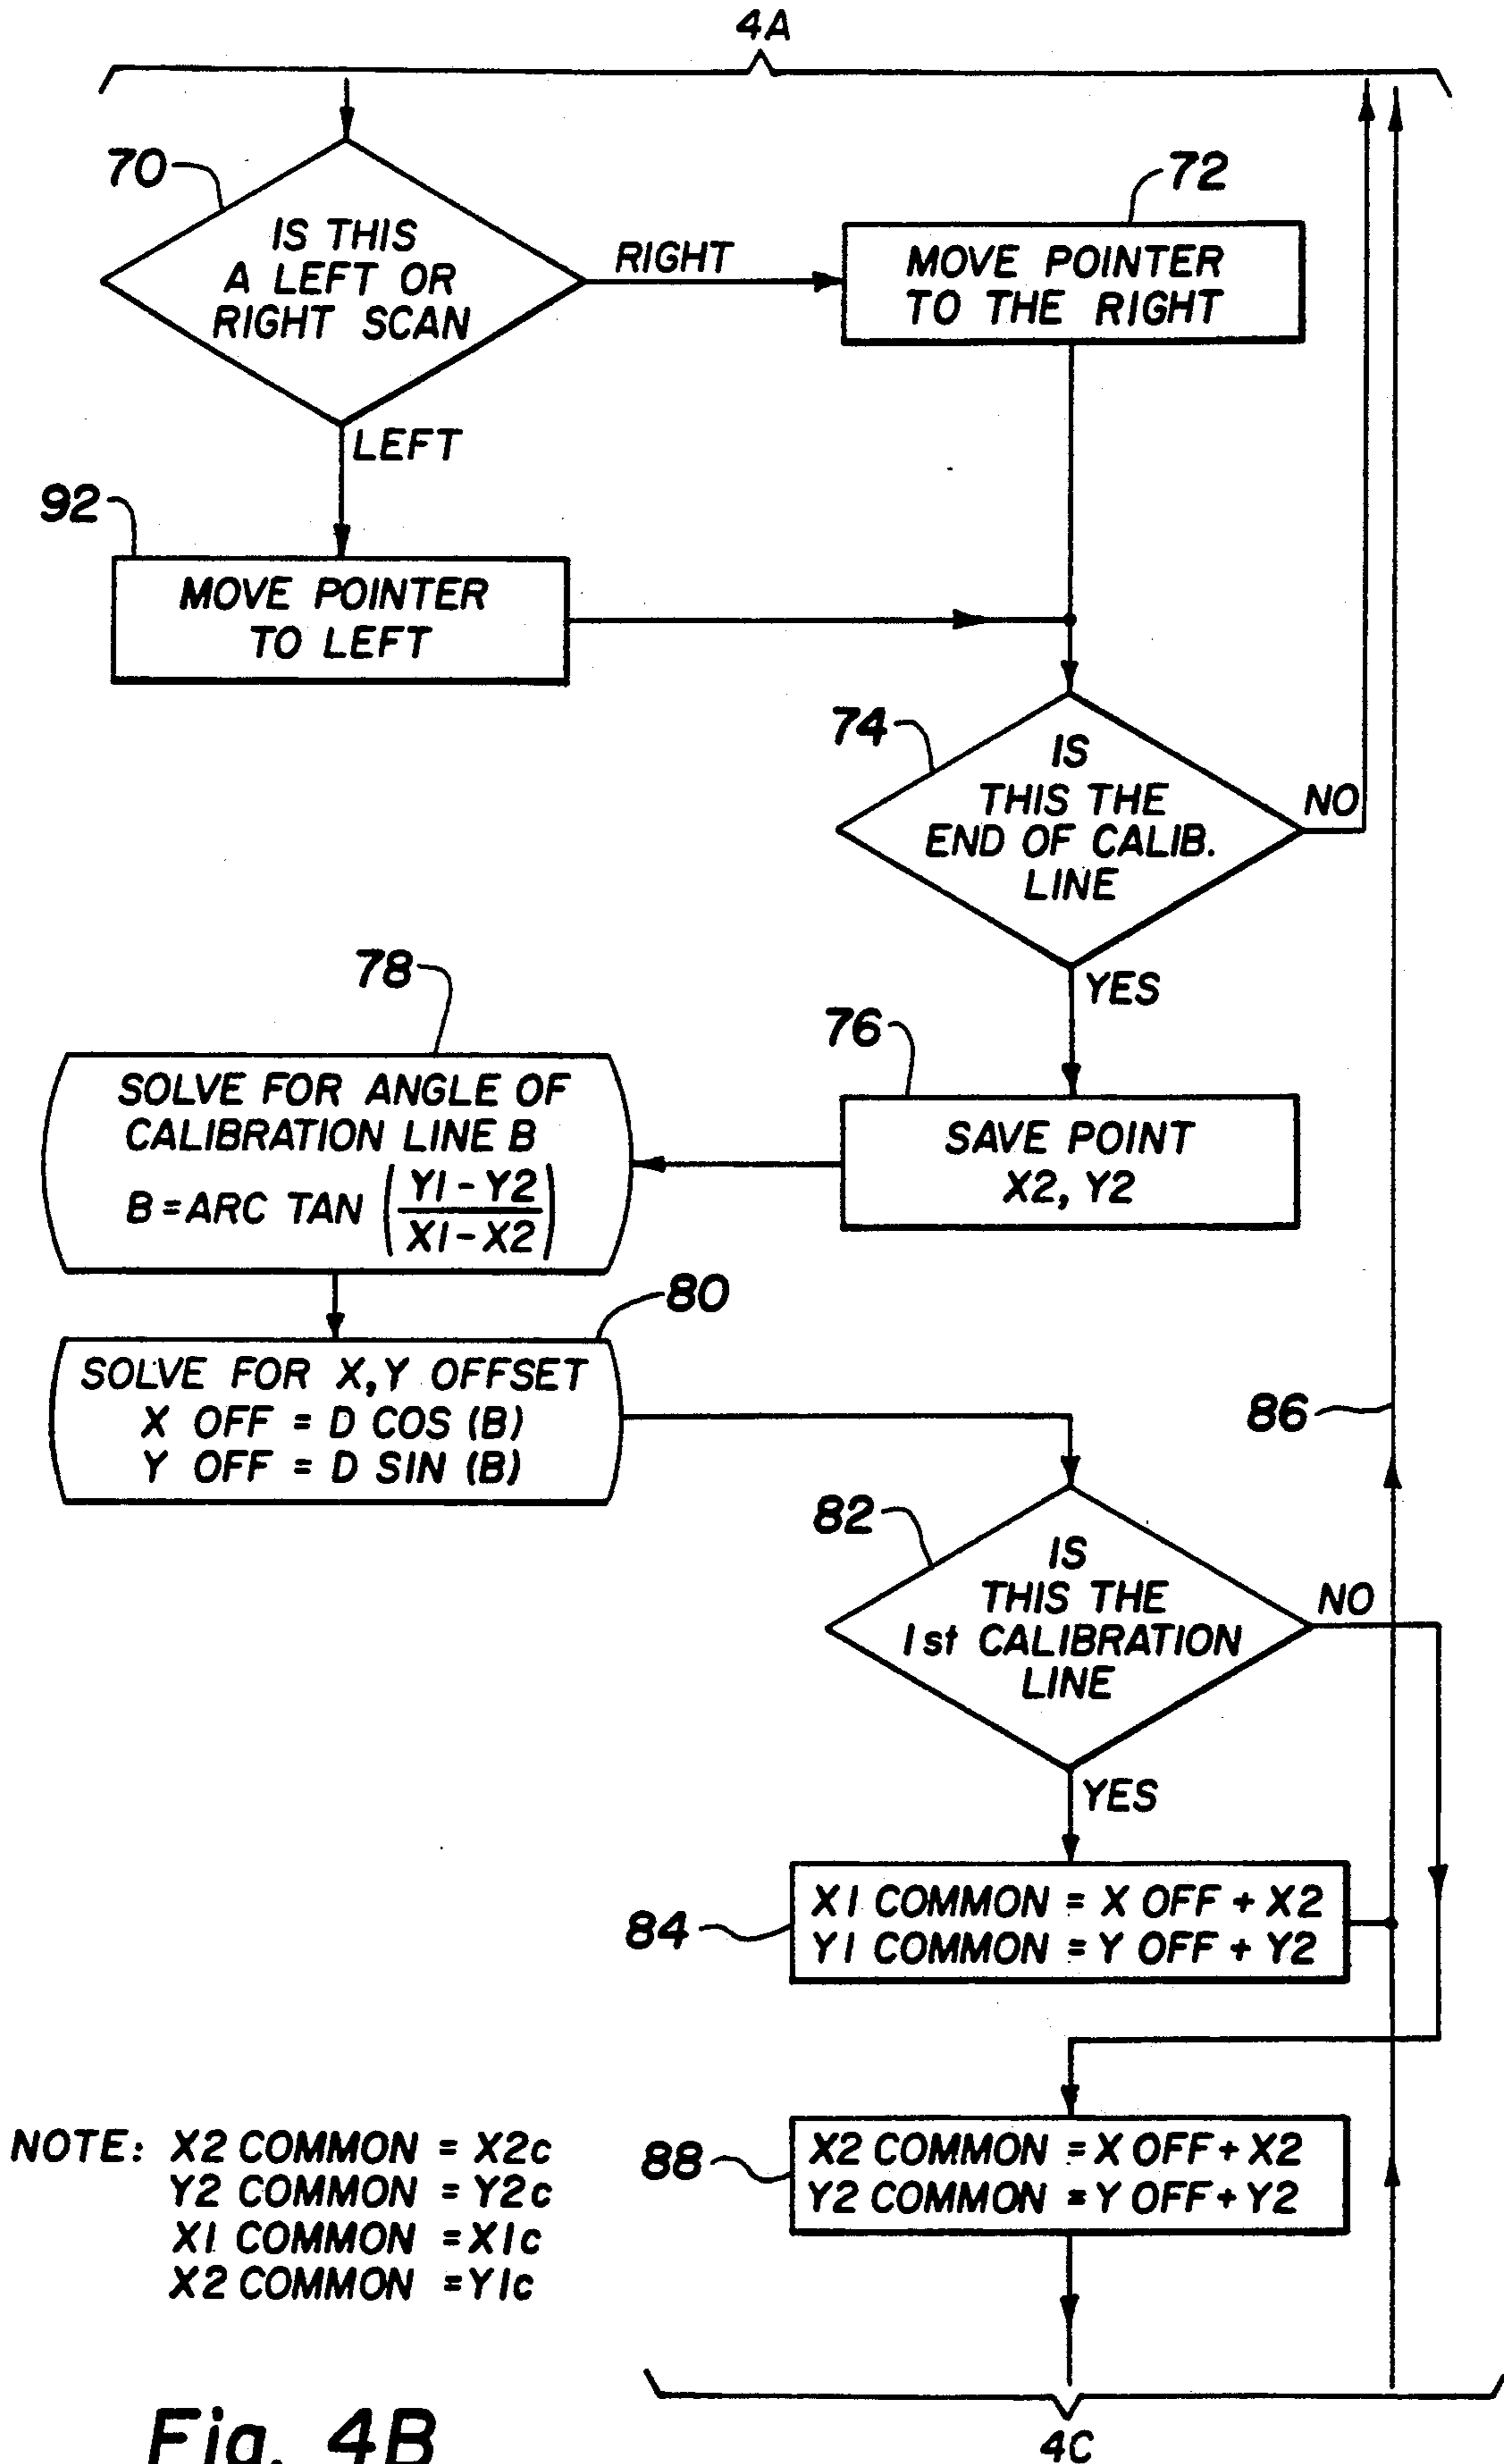 4A
70
IS THIS
A LEFT OR
RIGHT SCAN
RIGHT
72
MOVE POINTER
TO THE RIGHT
LEFT
92
MOVE POINTER
TO LEFT
74
IS
THIS THE
END OF CALIB.
LINE
NO
YES
76
SAVE POINT
X2, Y2
78
SOLVE FOR ANGLE OF
CALIBRATION LINE B
B = ARC TAN (Y1 - Y2 / X1 - X2)
80
SOLVE FOR X,Y OFFSET
X OFF = D COS (B)
Y OFF = D SIN (B)
86
82
IS
THIS THE
1st CALIBRATION
LINE
NO
YES
84
X1 COMMON = X OFF + X2
Y1 COMMON = Y OFF + Y2
88
X2 COMMON = X OFF + X2
Y2 COMMON = Y OFF + Y2
NOTE: X2 COMMON = X2c
Y2 COMMON = Y2c
X1 COMMON = X1c
X2 COMMON = Y1c
Fig. 4B
4C